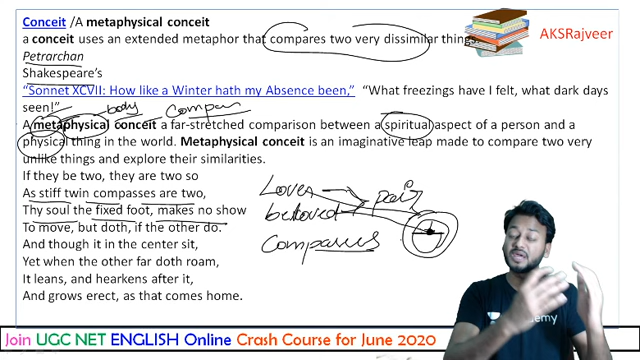 Conceit /A metaphysical conceit
a conceit uses an extended metaphor that compares two very dissimilar things.
Petrarchan
Shakespeare's
"Sonnet XCVII: How like a Winter hath my Absence been," "What freezings have I felt, what dark days
seen!"
body Compar
A metaphysical conceit a far-stretched comparison between a spiritual aspect of a person and a
physical thing in the world. Metaphysical conceit is an imaginative leap made to compare two very
unlike things and explore their similarities.
If they be two, they are two so
As stiff twin compasses are two,
Thy soul the fixed foot, makes no show
To move, but doth, if the other do.
And though it in the center sit,
Yet when the other far doth roam,
It leans, and hearkens after it,
And grows erect, as that comes home.
Lover pair
beloved
Compasses
AKSRajveer
Join UGC NET ENGLISH Online Crash Course for June 2020